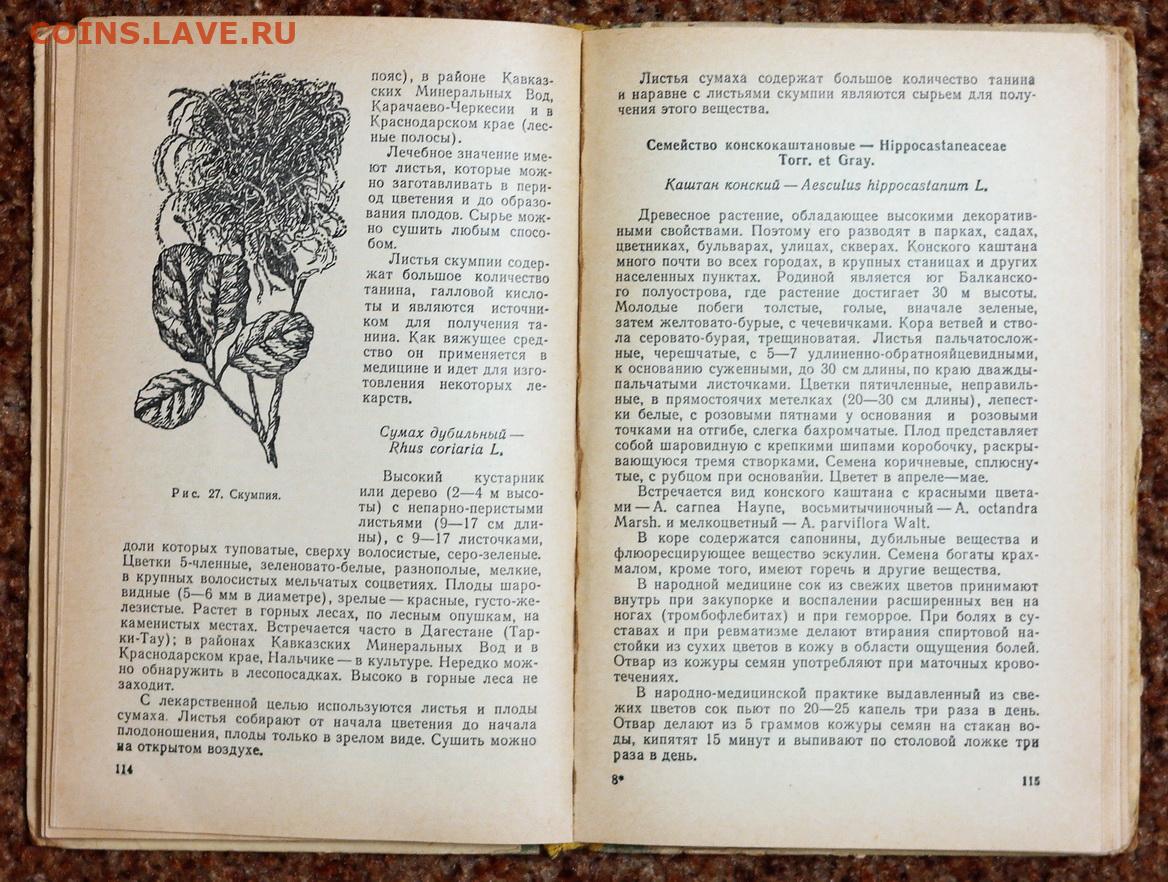 COINS.LAVE.RU
пояс), в районе Кавказ-
ских Минеральных Вод,
Карачаево-Черкесии и в
Краснодарском крае (лес-
ные полосы).
Лечебное значение име-
ют листья, которые мож-
но заготавливать в пери-
од цветения и до образо-
вания плодов. Сырье мож-
но сушить любым спосо-
бом.
Листья скумпии содер-
жат большое количество
танина, галловой кисло-
ты и являются источни-
ком для получения та-
нина. Как вяжущее сред-
ство он применяется в
медицине и идет для изго-
товления некоторых ле-
карств.
Сумах дубильный —
Rhus coriaria L.
Рис. 27. Скумпия.
Высокий кустарник
или дерево (2—4 м высо-
ты) с непарно-перистыми
листьями (9—17 см дли-
ны), с 9—17 листочками,
доли которых туповатые, сверху волосистые, серо-зеленые.
Цветки 5-членные, зеленовато-белые, разнополые, мелкие,
в крупных волосистых мельчатых соцветиях. Плоды шаро-
видные (5—6 мм в диаметре), зрелые — красные, густо-же-
лезистые. Растет в горных лесах, по лесным опушкам, на
каменистых местах. Встречается часто в Дагестане (Тар-
ки-Тау); в районах Кавказских Минеральных Вод и в
Краснодарском крае, Нальчике — в культуре. Нередко мож-
но обнаружить в лесопосадках. Высоко в горные леса не
заходит.
С лекарственной целью используются листья и плоды
сумаха. Листья собирают от начала цветения до начала
плодоношения, плоды только в зрелом виде. Сушить можно
на открытом воздухе.
114
Листья сумаха содержат большое количество танина
и наравне с листьями скумпии являются сырьем для полу-
чения этого вещества.
Семейство конскокаштановые — Hippocastaneaceae
Torr. et Gray.
Каштан конский — Aesculus hippocastanum L.
Древесное растение, обладающее высокими декоратив-
ными свойствами. Поэтому его разводят в парках, садах,
цветниках, бульварах, улицах, скверах. Конского каштана
много почти во всех городах, в крупных станицах и других
населенных пунктах. Родиной является юг Балканско-
го полуострова, где растение достигает 30 м высоты.
Молодые побеги толстые, голые, вначале зеленые,
затем желтовато-бурые, с чечевичками. Кора ветвей и ство-
ла серовато-бурая, трещиноватая. Листья пальчатослож-
ные, черешчатые, с 5—7 удлиненно-обратнояйцевидными,
к основанию суженными, до 30 см длины, по краю дважды-
пальчатыми листочками. Цветки пятичленные, неправиль-
ные, в прямостоячих метелках (20—30 см длины), лепест-
ки белые, с розовыми пятнами у основания и розовыми
точками на отгибе, слегка бахромчатые. Плод представляет
собой шаровидную с крепкими шипами коробочку, раскры-
вающуюся тремя створками. Семена коричневые, сплюсну-
тые, с рубцом при основании. Цветет в апреле—мае.
Встречается вид конского каштана с красными цвета-
ми — A. carnea Hayne, восьмитычиночный — A. octandra
Marsh. и мелкоцветный — A. parviflora Walt.
В коре содержатся сапонины, дубильные вещества и
флюоресцирующее вещество эскулин. Семена богаты крах-
малом, кроме того, имеют горечь и другие вещества.
В народной медицине сок из свежих цветов принимают
внутрь при закупорке и воспалении расширенных вен на
ногах (тромбофлебитах) и при геморрое. При болях в су-
ставах и при ревматизме делают втирания спиртовой на-
стойки из сухих цветов в кожу в области ощущения болей.
Отвар из кожуры семян употребляют при маточных крово-
течениях.
В народно-медицинской практике выдавленный из све-
жих цветов сок пьют по 20—25 капель три раза в день.
Отвар делают из 5 граммов кожуры семян на стакан во-
ды, кипятят 15 минут и выпивают по столовой ложке три
раза в день.
8*
115